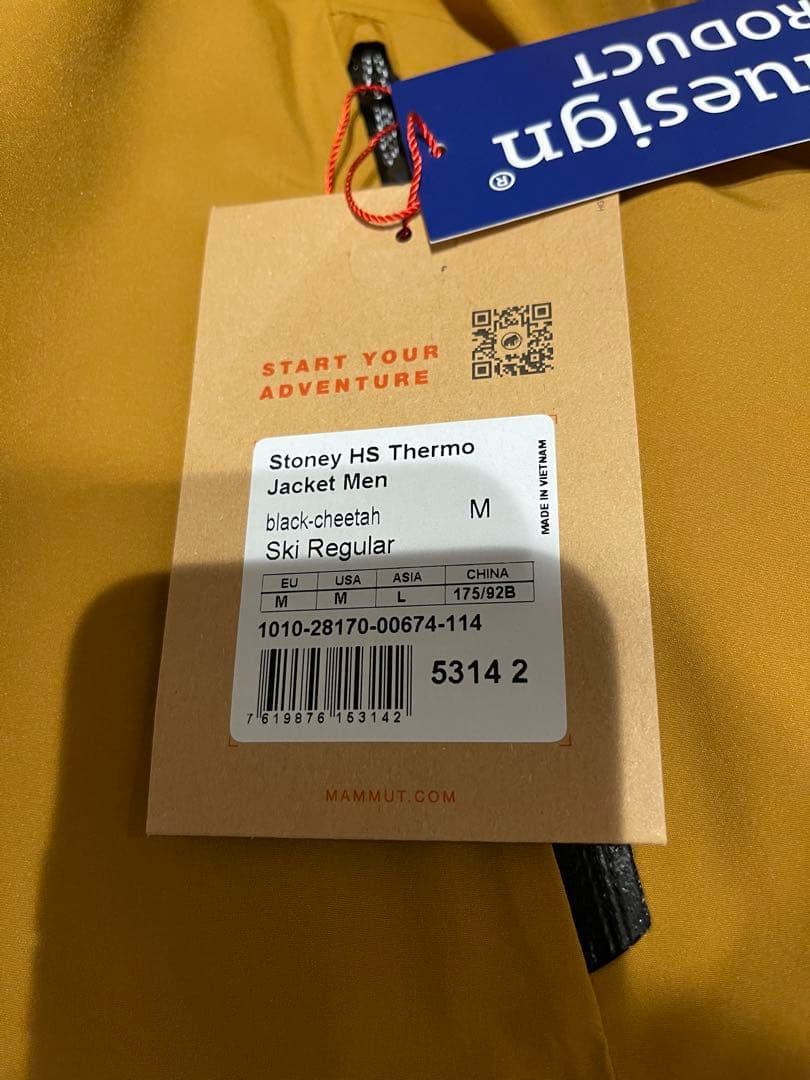 uesign
®
PRODUCT
START YOUR
ADVENTURE
Stoney HS Thermo
Jacket Men
black-cheetah M
Ski Regular
MADE IN VIETNAM
EU USA ASIA CHINA
M M L 175/92B
1010-28170-00674-114
5314 2
7 619876 153142
MAMMUT.COM